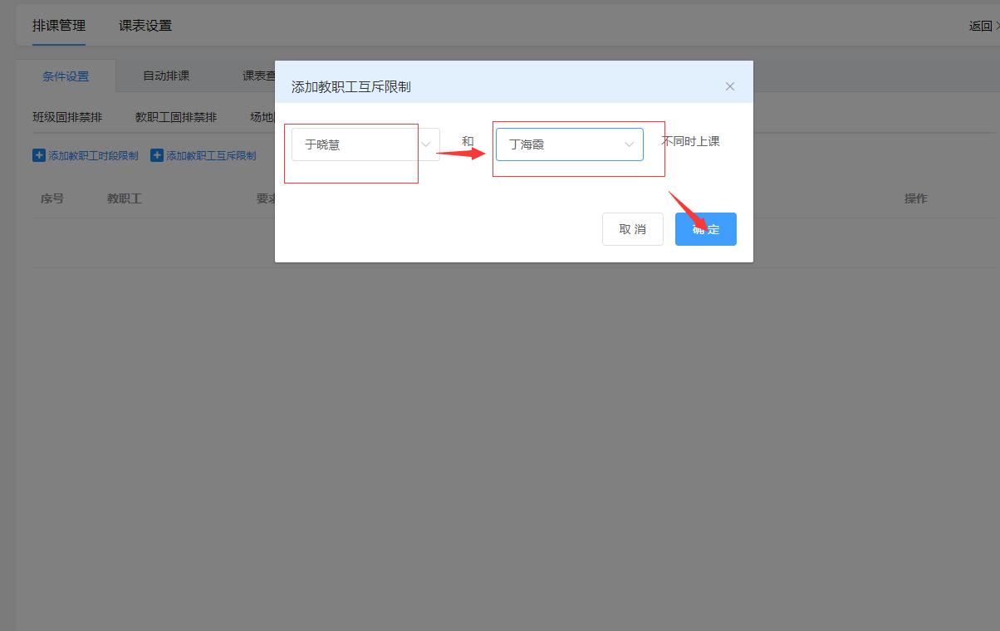 排课管理 课表设置 返回
条件设置 自动排课 课表查
添加教职工互斥限制
班级固排禁排 教职工固排禁排 场地
于晓慧 和 丁海霞 不同时上课
添加教职工时段限制 添加教职工互斥限制
序号 教职工 要求 操作
取消 确定